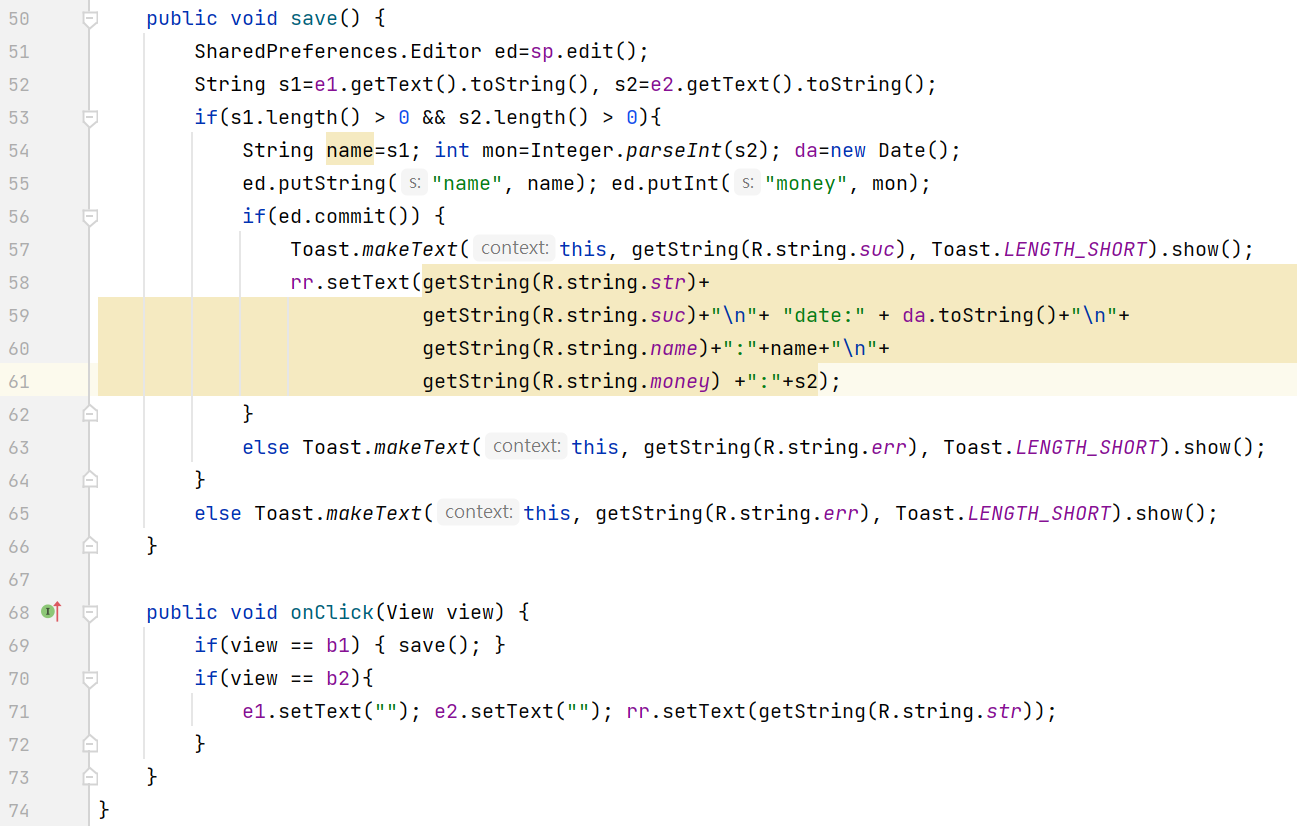 50 public void save() {
51 SharedPreferences.Editor ed=sp.edit();
52 String s1=e1.getText().toString(), s2=e2.getText().toString();
53 if(s1.length() > 0 && s2.length() > 0){
54 String name=s1; int mon=Integer.parseInt(s2); da=new Date();
55 ed.putString( s: "name", name); ed.putInt( s: "money", mon);
56 if(ed.commit()) {
57 Toast.makeText( context: this, getString(R.string.suc), Toast.LENGTH_SHORT).show();
58 rr.setText(getString(R.string.str)+
59 getString(R.string.suc)+"\n"+ "date:" + da.toString()+"\n"+
60 getString(R.string.name)+":"+name+"\n"+
61 getString(R.string.money) +":"+s2);
62 }
63 else Toast.makeText( context: this, getString(R.string.err), Toast.LENGTH_SHORT).show();
64 }
65 else Toast.makeText( context: this, getString(R.string.err), Toast.LENGTH_SHORT).show();
66 }
67
68 public void onClick(View view) {
69 if(view == b1) { save(); }
70 if(view == b2){
71 e1.setText(""); e2.setText(""); rr.setText(getString(R.string.str));
72 }
73 }
74 }